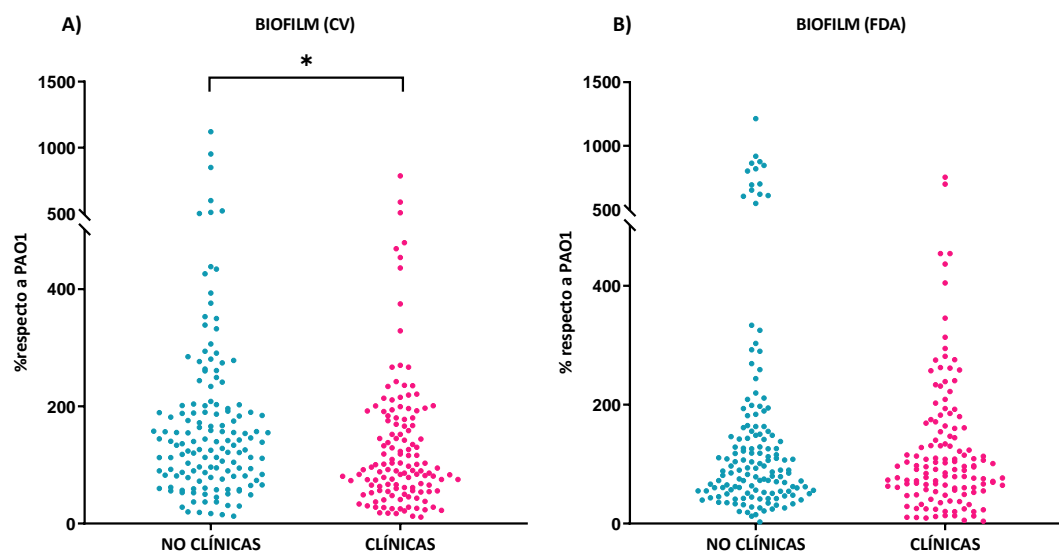 A)
BIOFILM (CV)
*
1500
1000
500
400
200
0
%respecto a PAO1
NO CLÍNICAS
CLÍNICAS
B)
BIOFILM (FDA)
1500
1000
500
400
200
0
% respecto a PAO1
NO CLÍNICAS
CLÍNICAS